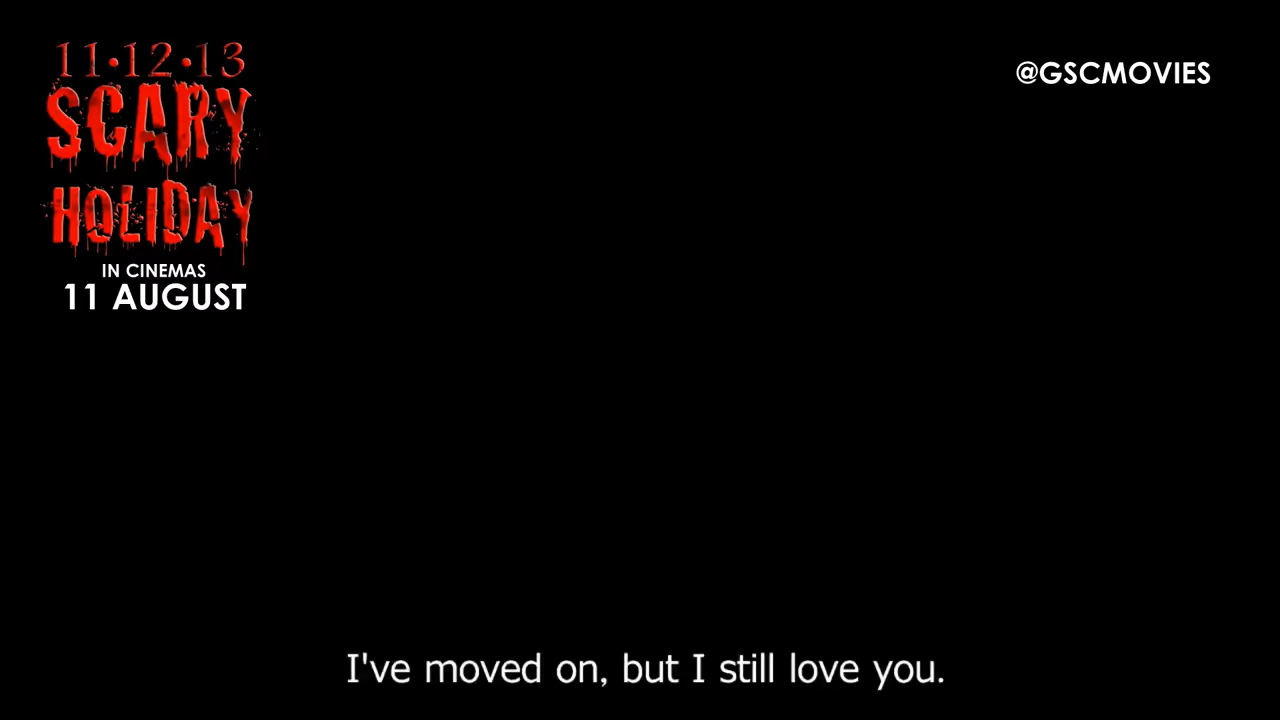 11·12·13
SCARY
HOLIDAY
IN CINEMAS
11 AUGUST
@GSCMOVIES
I've moved on, but I still love you.